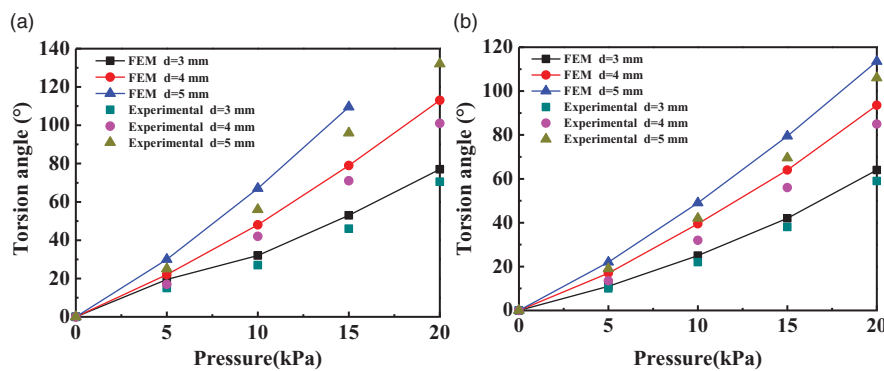 (a)
Torsion angle (°)
140
120
100
80
60
40
20
0
FEM d=3 mm
FEM d=4 mm
FEM d=5 mm
Experimental d=3 mm
Experimental d=4 mm
Experimental d=5 mm
0 5 10 15 20
Pressure(kPa)
(b)
Torsion angle (°)
120
100
80
60
40
20
0
FEM d=3 mm
FEM d=4 mm
FEM d=5 mm
Experimental d=3 mm
Experimental d=4 mm
Experimental d=5 mm
0 5 10 15 20
Pressure(kPa)